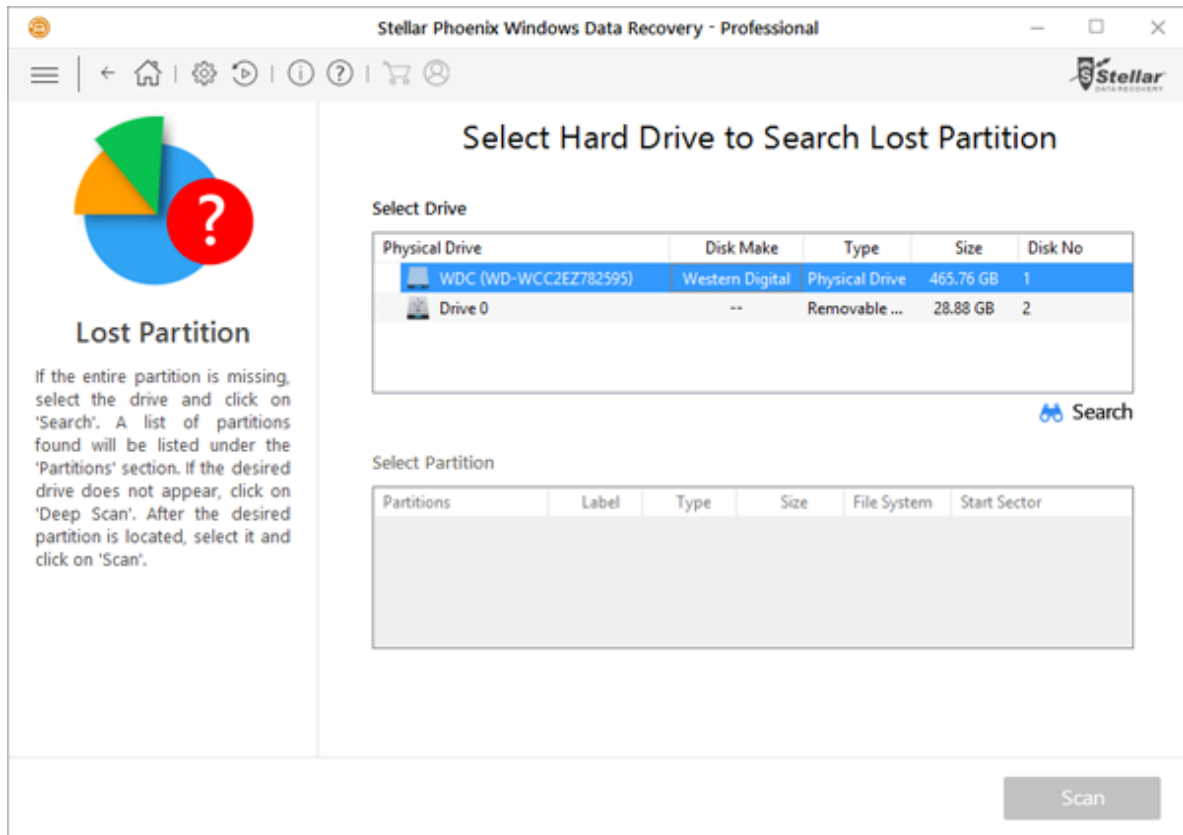 Stellar Phoenix Windows Data Recovery - Professional
Stellar
DATA RECOVERY
?
Lost Partition
If the entire partition is missing,
select the drive and click on
'Search'. A list of partitions
found will be listed under the
'Partitions' section. If the desired
drive does not appear, click on
'Deep Scan'. After the desired
partition is located, select it and
click on 'Scan'.
Select Hard Drive to Search Lost Partition
Select Drive
Physical Drive Disk Make Type Size Disk No
WDC (WD-WCC2EZ782595) Western Digital Physical Drive 465.76 GB 1
Drive 0 -- Removable ... 28.88 GB 2
Search
Select Partition
Partitions Label Type Size File System Start Sector
Scan